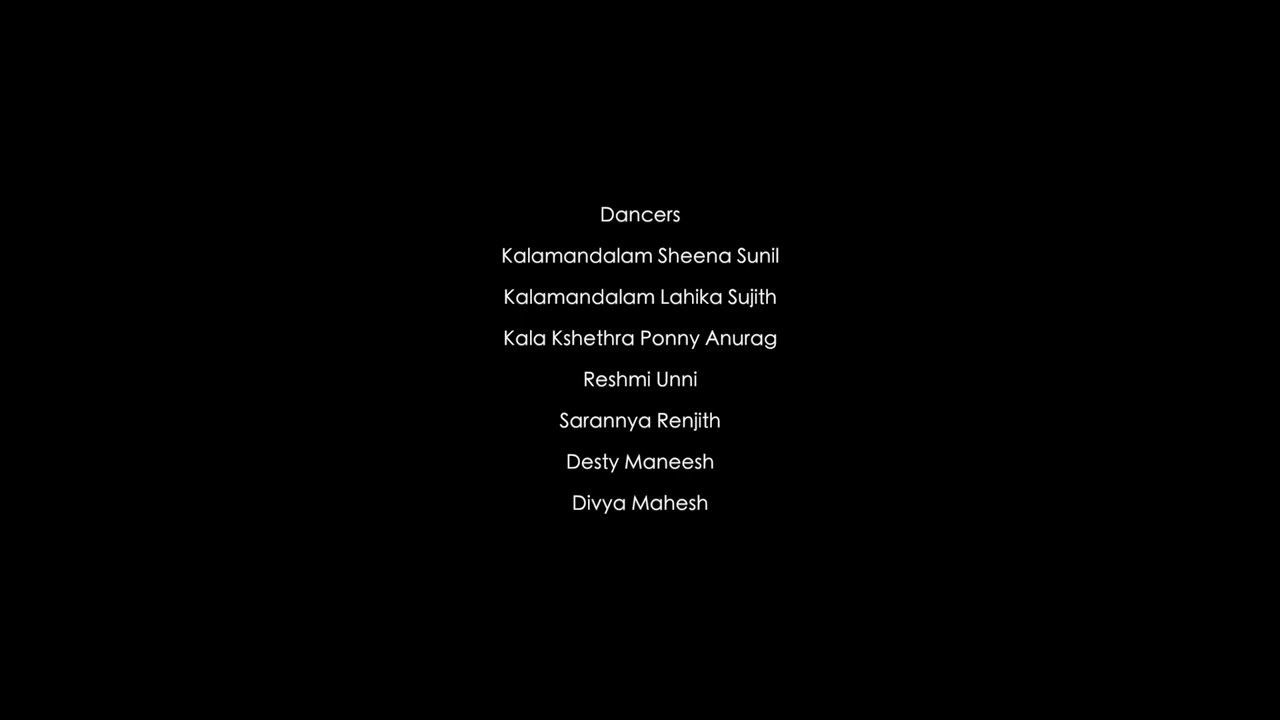 Dancers
Kalamandalam Sheena Sunil
Kalamandalam Lahika Sujith
Kala Kshethra Ponny Anurag
Reshmi Unni
Sarannya Renjith
Desty Maneesh
Divya Mahesh